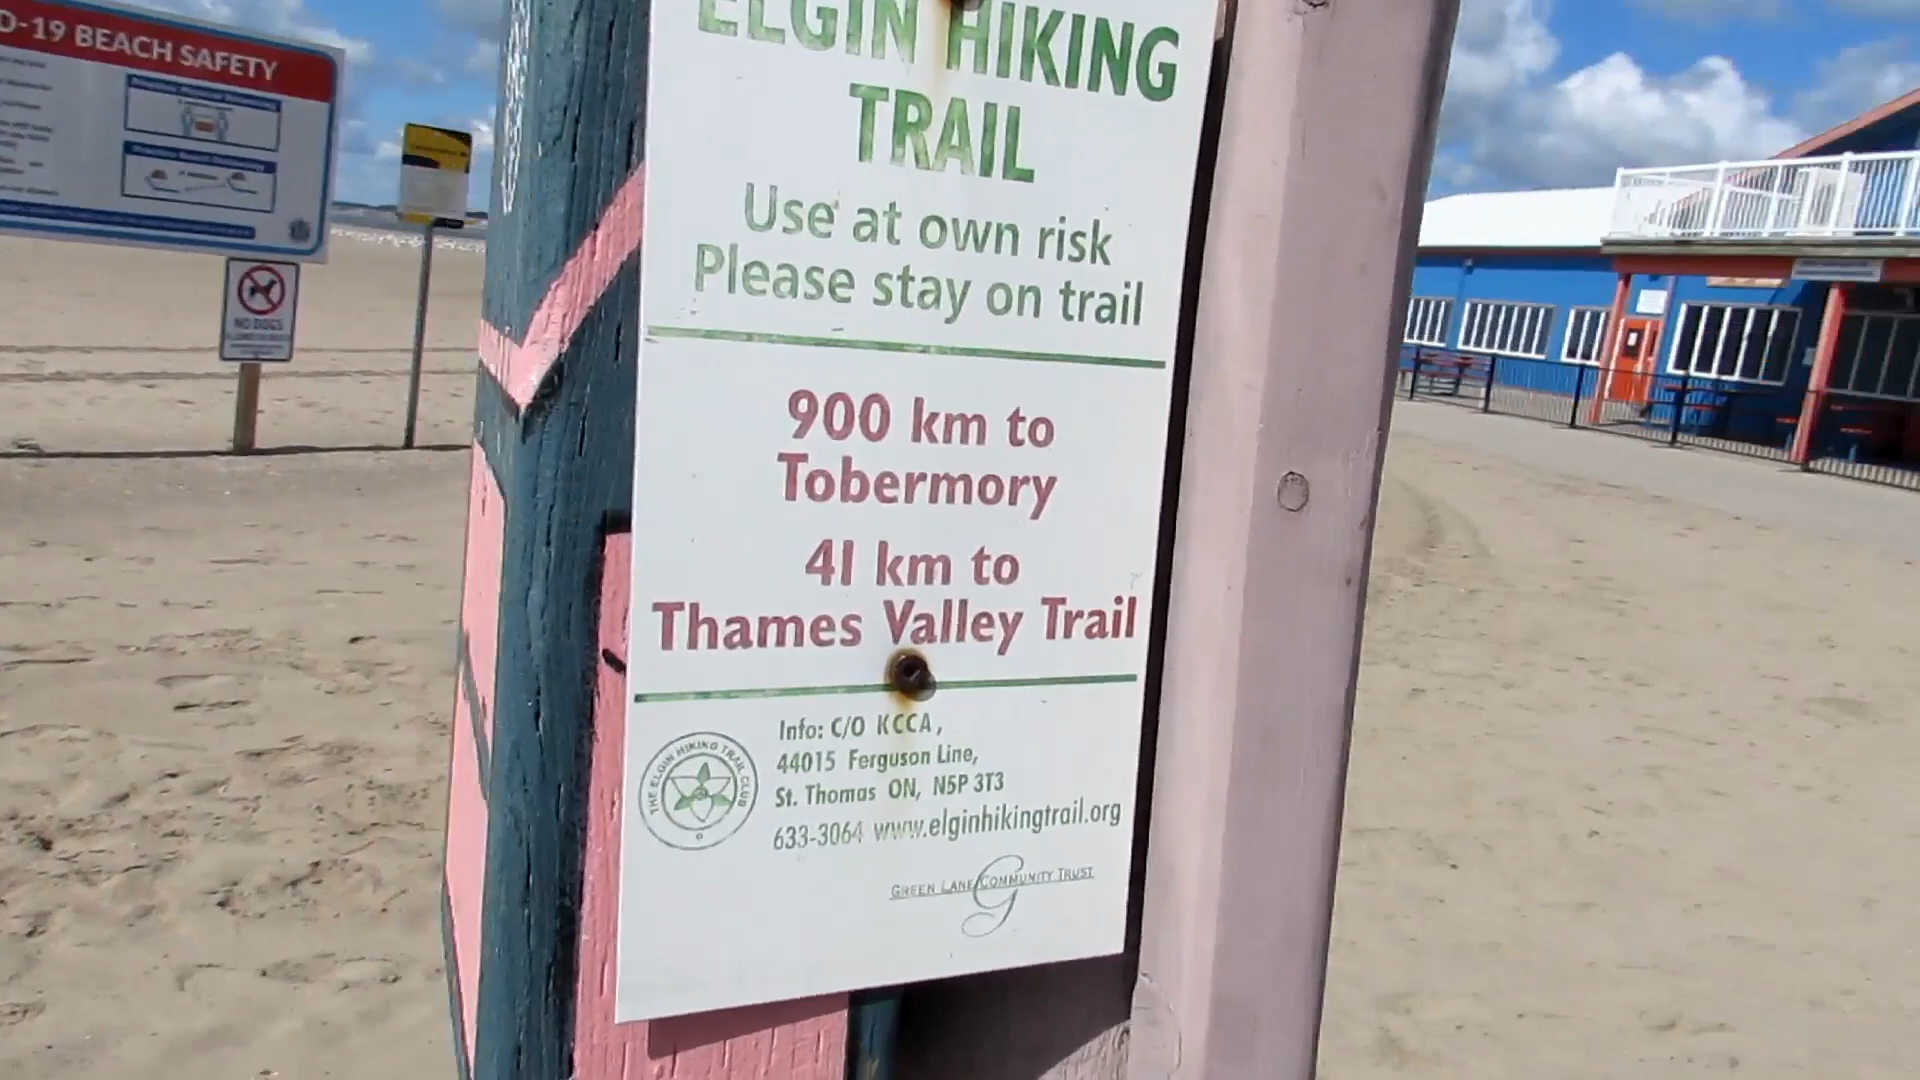 D-19 BEACH SAFETY
NO DOGS
ELGIN HIKING
TRAIL
Use at own risk
Please stay on trail
900 km to
Tobermory
41 km to
Thames Valley Trail
THE ELGIN HIKING TRAIL CLUB
Info: C/O KCCA,
44015 Ferguson Line,
St. Thomas ON, N5P 3T3
633-3064 www.elginhikingtrail.org
GREEN LANE COMMUNITY TRUST
G